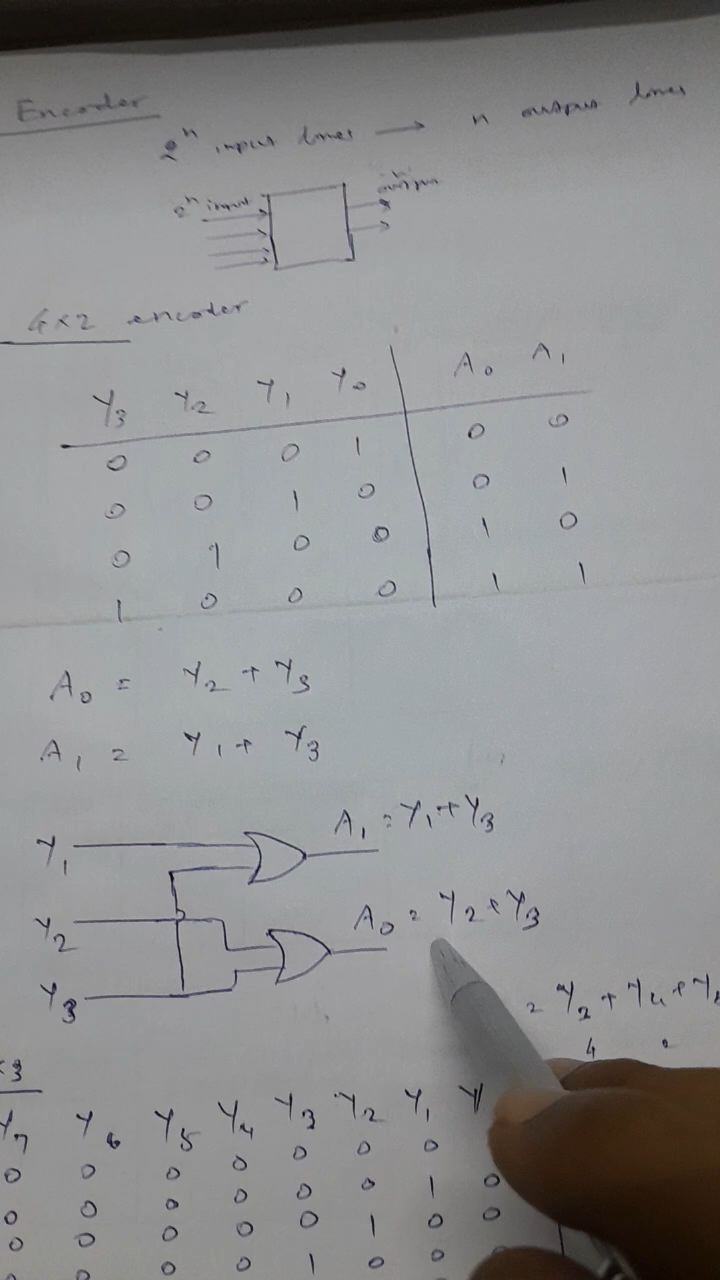 Encoder
2ⁿ input lines → n output lines
2ⁿ input
output
4x2 encoder
Y₃ Y₂ Y₁ Y₀ A₀ A₁
0 0 0 1 0 0
0 0 1 0 0 1
0 1 0 0 1 0
1 0 0 0 1 1
A₀ = Y₂ + Y₃
A₁ = Y₁ + Y₃
Y₁ A₁ = Y₁ + Y₃
Y₂ A₀ = Y₂ + Y₃
Y₃
= Y₂ + Y₄ + Y
4
x3
Y₇ Y₆ Y₅ Y₄ Y₃ Y₂ Y₁ Y
0 0 0 0 0 0 0
0 0 0 0 0 0 1 0
0 0 0 0 0 1 0 0
0 0 0 1 0 0